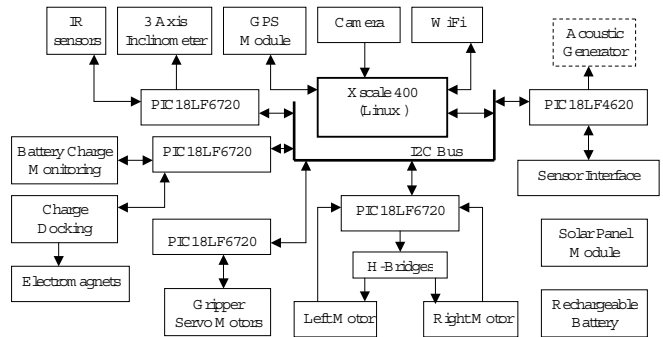 IR
sensors
3 Axis
Inclinometer
GPS
Module
Camera
WiFi
Acoustic
Generator
Xscale 400
(Linux)
PIC18LF6720
PIC18LF4620
PIC18LF6720
I2C Bus
Battery Charge
Monitoring
Sensor Interface
Charge
Docking
PIC18LF6720
PIC18LF6720
Solar Panel
Module
Electromagnets
H-Bridges
Gripper
Servo Motors
Left Motor
Right Motor
Rechargeable
Battery